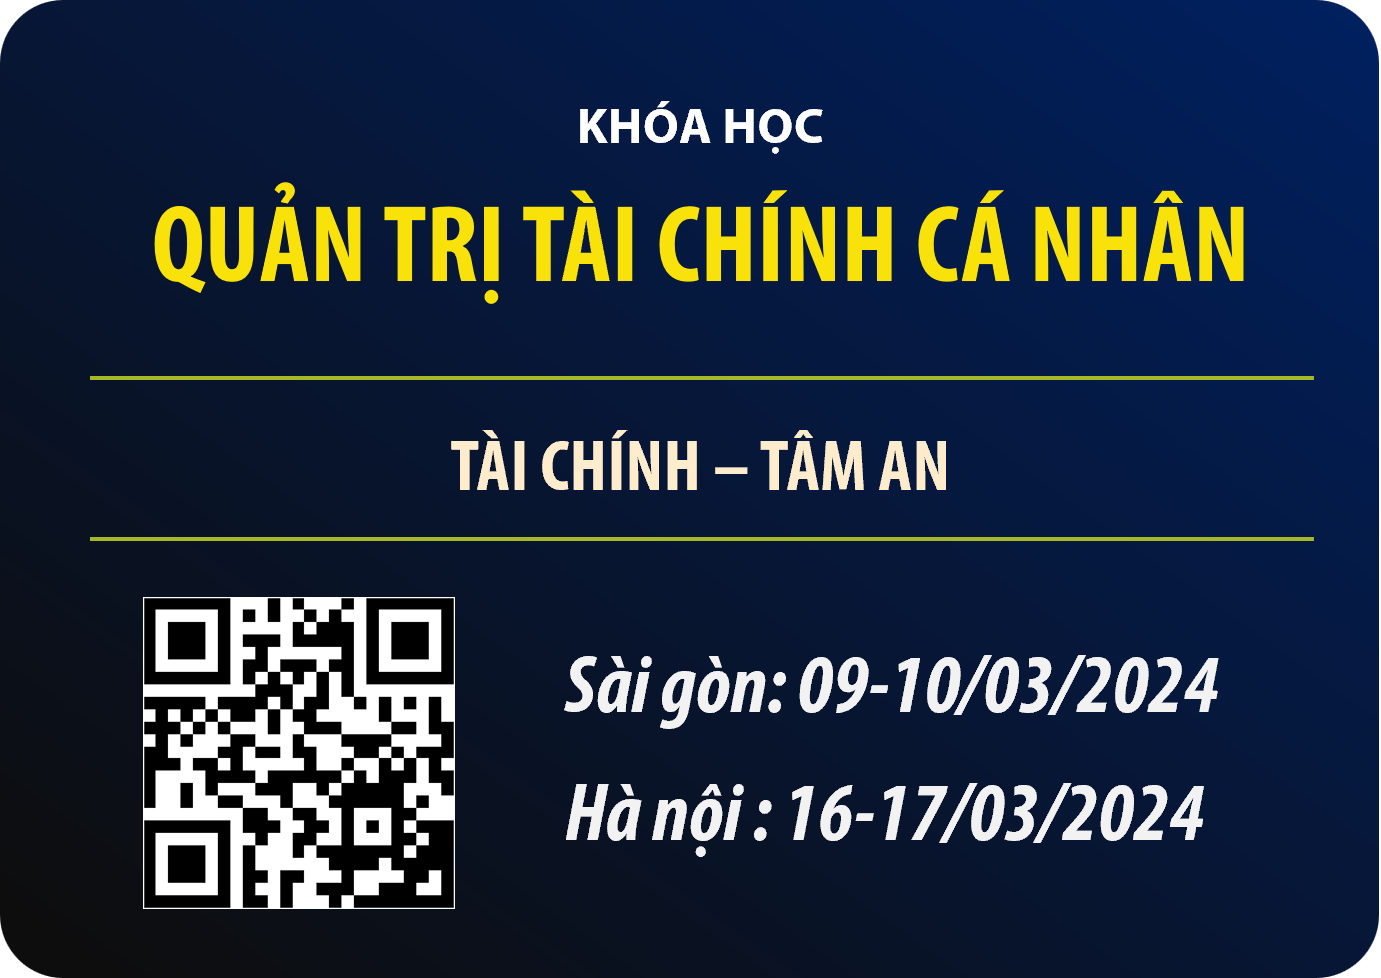 KHÓA HỌC
QUẢN TRỊ TÀI CHÍNH CÁ NHÂN
TÀI CHÍNH – TÂM AN
Sài gòn: 09-10/03/2024
Hà nội : 16-17/03/2024